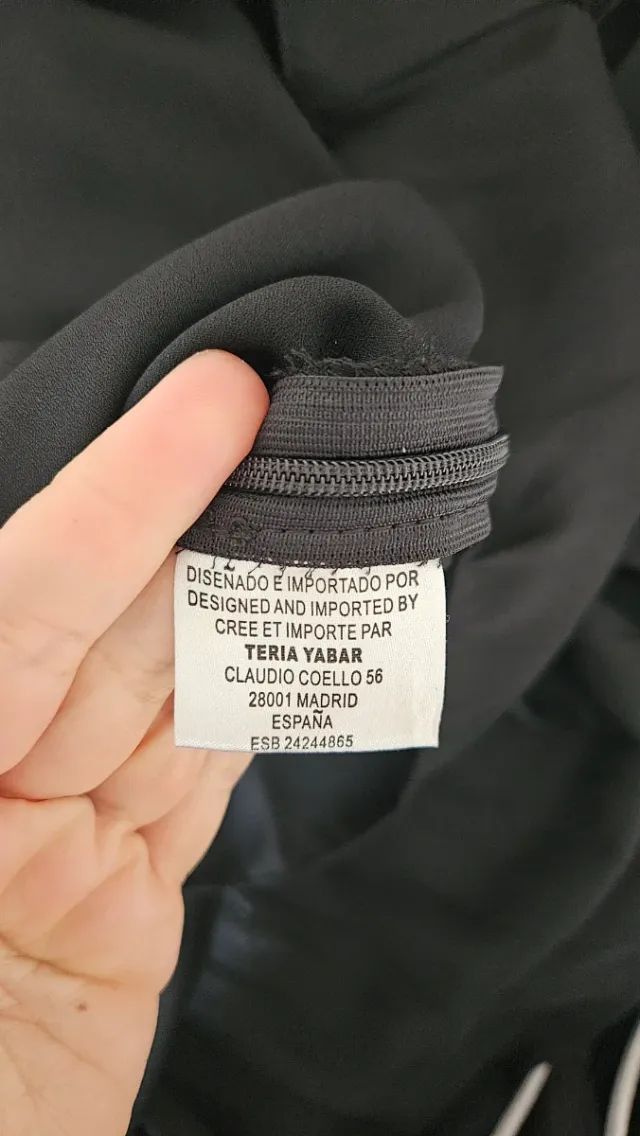 DISEÑADO E IMPORTADO POR
DESIGNED AND IMPORTED BY
CREE ET IMPORTE PAR
TERIA YABAR
CLAUDIO COELLO 56
28001 MADRID
ESPAÑA
ESB 24244865